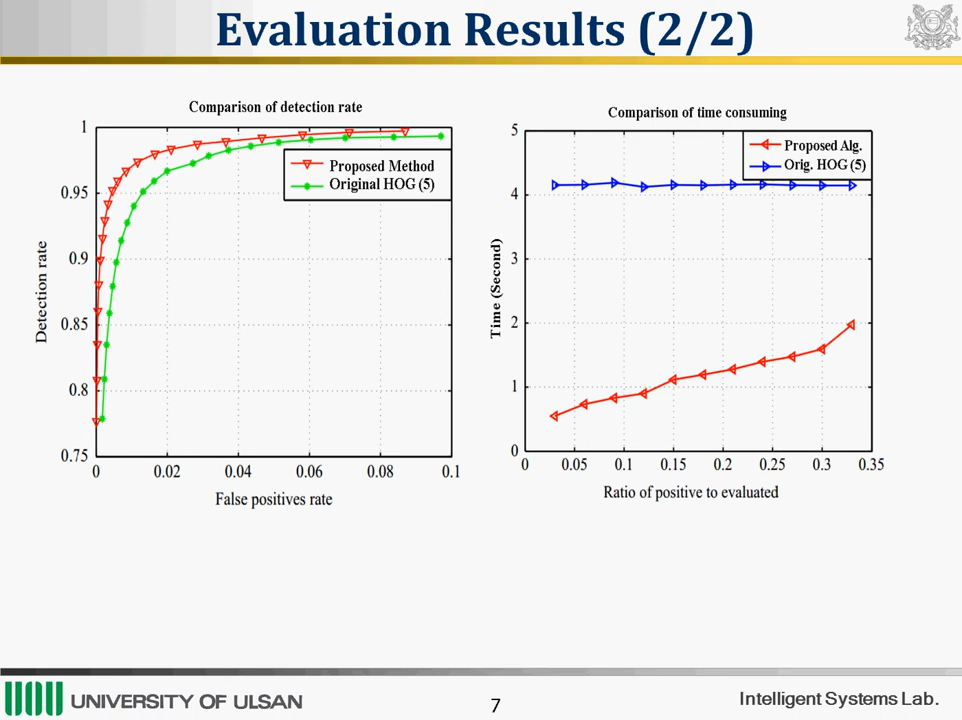 Evaluation Results (2/2)
Comparison of detection rate
1
0.95
0.9
0.85
0.8
0.75
Detection rate
Proposed Method
Original HOG (5)
0 0.02 0.04 0.06 0.08 0.1
False positives rate
Comparison of time consuming
5
4
3
2
1
0
Time (Second)
Proposed Alg.
Orig. HOG (5)
0 0.05 0.1 0.15 0.2 0.25 0.3 0.35
Ratio of positive to evaluated
UNIVERSITY OF ULSAN
7
Intelligent Systems Lab.